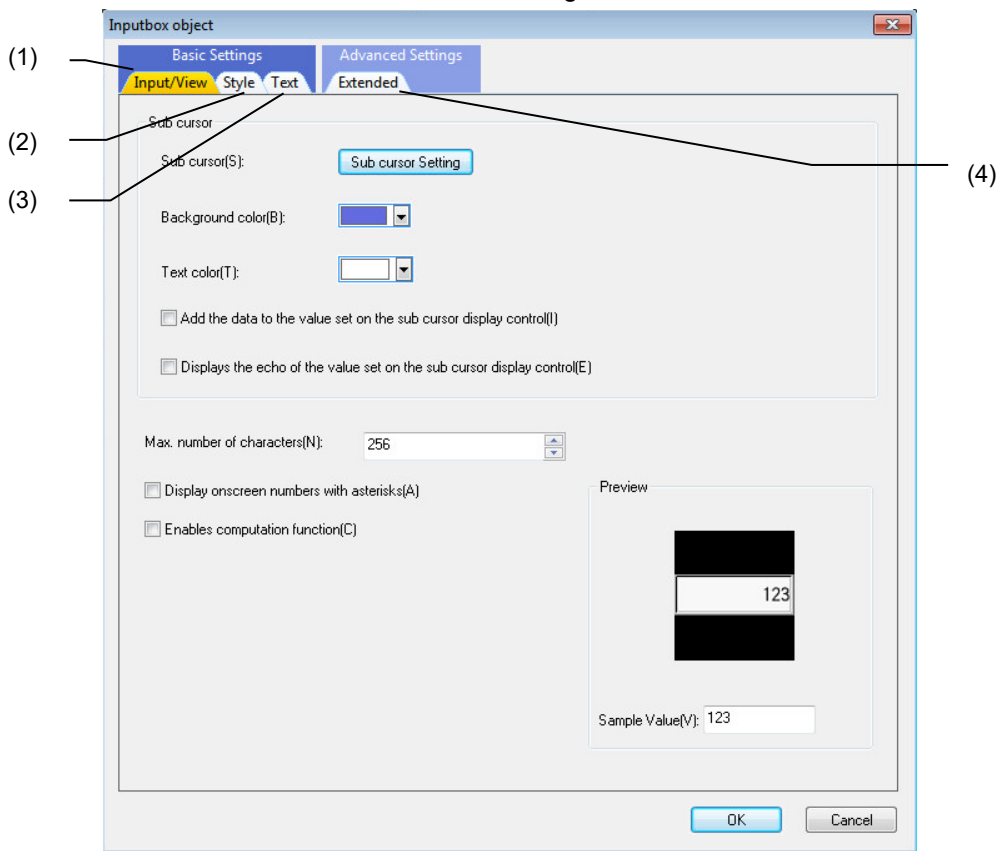 Inputbox object
(1)
Basic Settings Advanced Settings
Input/View Style Text Extended
(2)
Sub cursor
Sub cursor(S): Sub cursor Setting
(4)
(3)
Background color(B):
Text color(T):
Add the data to the value set on the sub cursor display control(I)
Displays the echo of the value set on the sub cursor display control(E)
Max. number of characters(N): 256
Display onscreen numbers with asterisks(A)
Preview
Enables computation function(C)
123
Sample Value(V): 123
OK Cancel